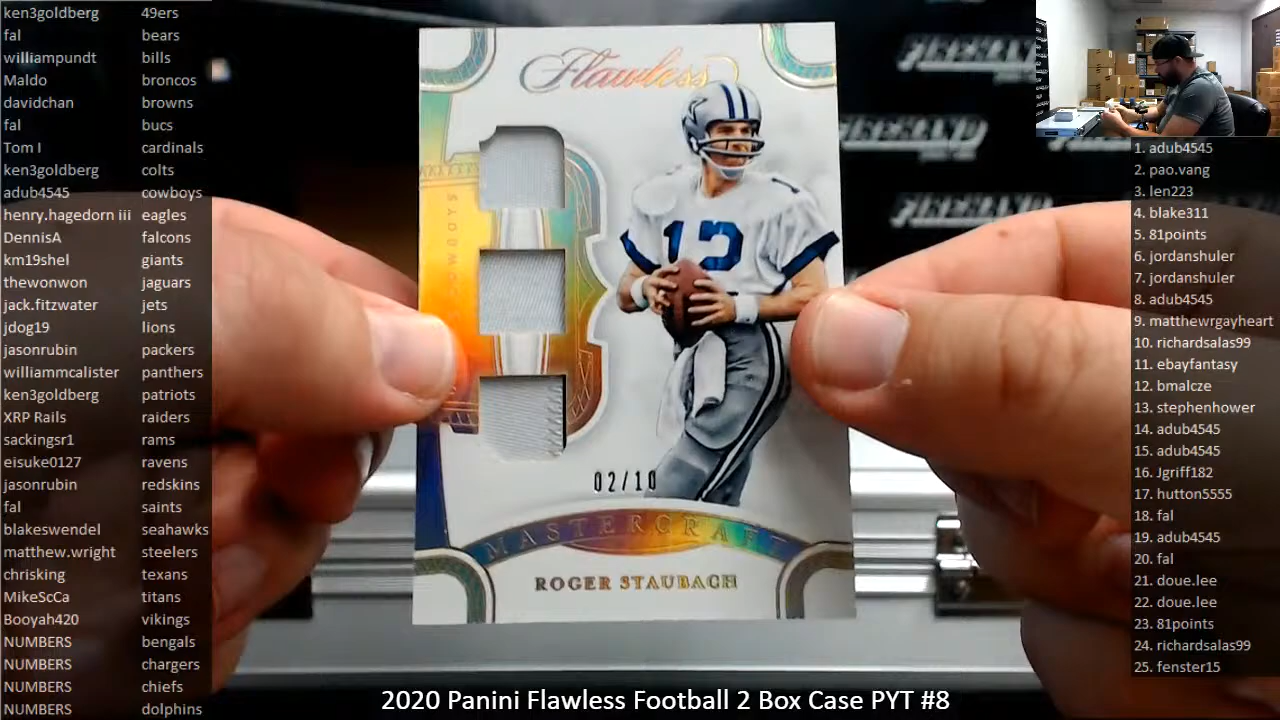 ken3goldberg 49ers
fal bears
williampundt bills
Maldo broncos
davidchan browns
fal bucs
Tom I cardinals
ken3goldberg colts
adub4545 cowboys
henry.hagedorn iii eagles
DennisA falcons
km19shel giants
thewonwon jaguars
jack.fitzwater jets
jdog19 lions
jasonrubin packers
williammcalister panthers
ken3goldberg patriots
XRP Rails raiders
sackingsr1 rams
eisuke0127 ravens
jasonrubin redskins
fal saints
blakeswendel seahawks
matthew.wright steelers
chrisking texans
MikeScCa titans
Booyah420 vikings
NUMBERS bengals
NUMBERS chargers
NUMBERS chiefs
NUMBERS dolphins
Flawless
COWBOYS
1
12
02/10
MASTERCRAFT
ROGER STAUBACH
1. adub4545
2. pao.vang
3. len223
4. blake311
5. 81points
6. jordanshuler
7. jordanshuler
8. adub4545
9. matthewrgayheart
10. richardsalas99
11. ebayfantasy
12. bmalcze
13. stephenhower
14. adub4545
15. adub4545
16. Jgriff182
17. hutton5555
18. fal
19. adub4545
20. fal
21. doue.lee
22. doue.lee
23. 81points
24. richardsalas99
25. fenster15
2020 Panini Flawless Football 2 Box Case PYT #8